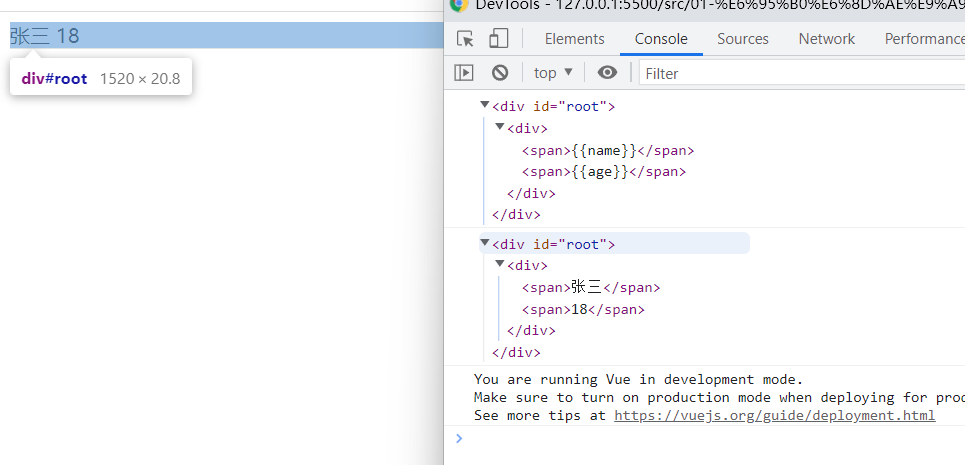 DevTools - 127.0.0.1:5500/src/01-%E6%95%B0%E6%8D%AE%E9%A9
张三 18
div#root 1520 × 20.8
Elements Console Sources Network Performance
top ▼ Filter
▼<div id="root">
▼<div>
<span>{{name}}</span>
<span>{{age}}</span>
</div>
</div>
▼<div id="root">
▼<div>
<span>张三</span>
<span>18</span>
</div>
</div>
You are running Vue in development mode.
Make sure to turn on production mode when deploying for prod
See more tips at https://vuejs.org/guide/deployment.html